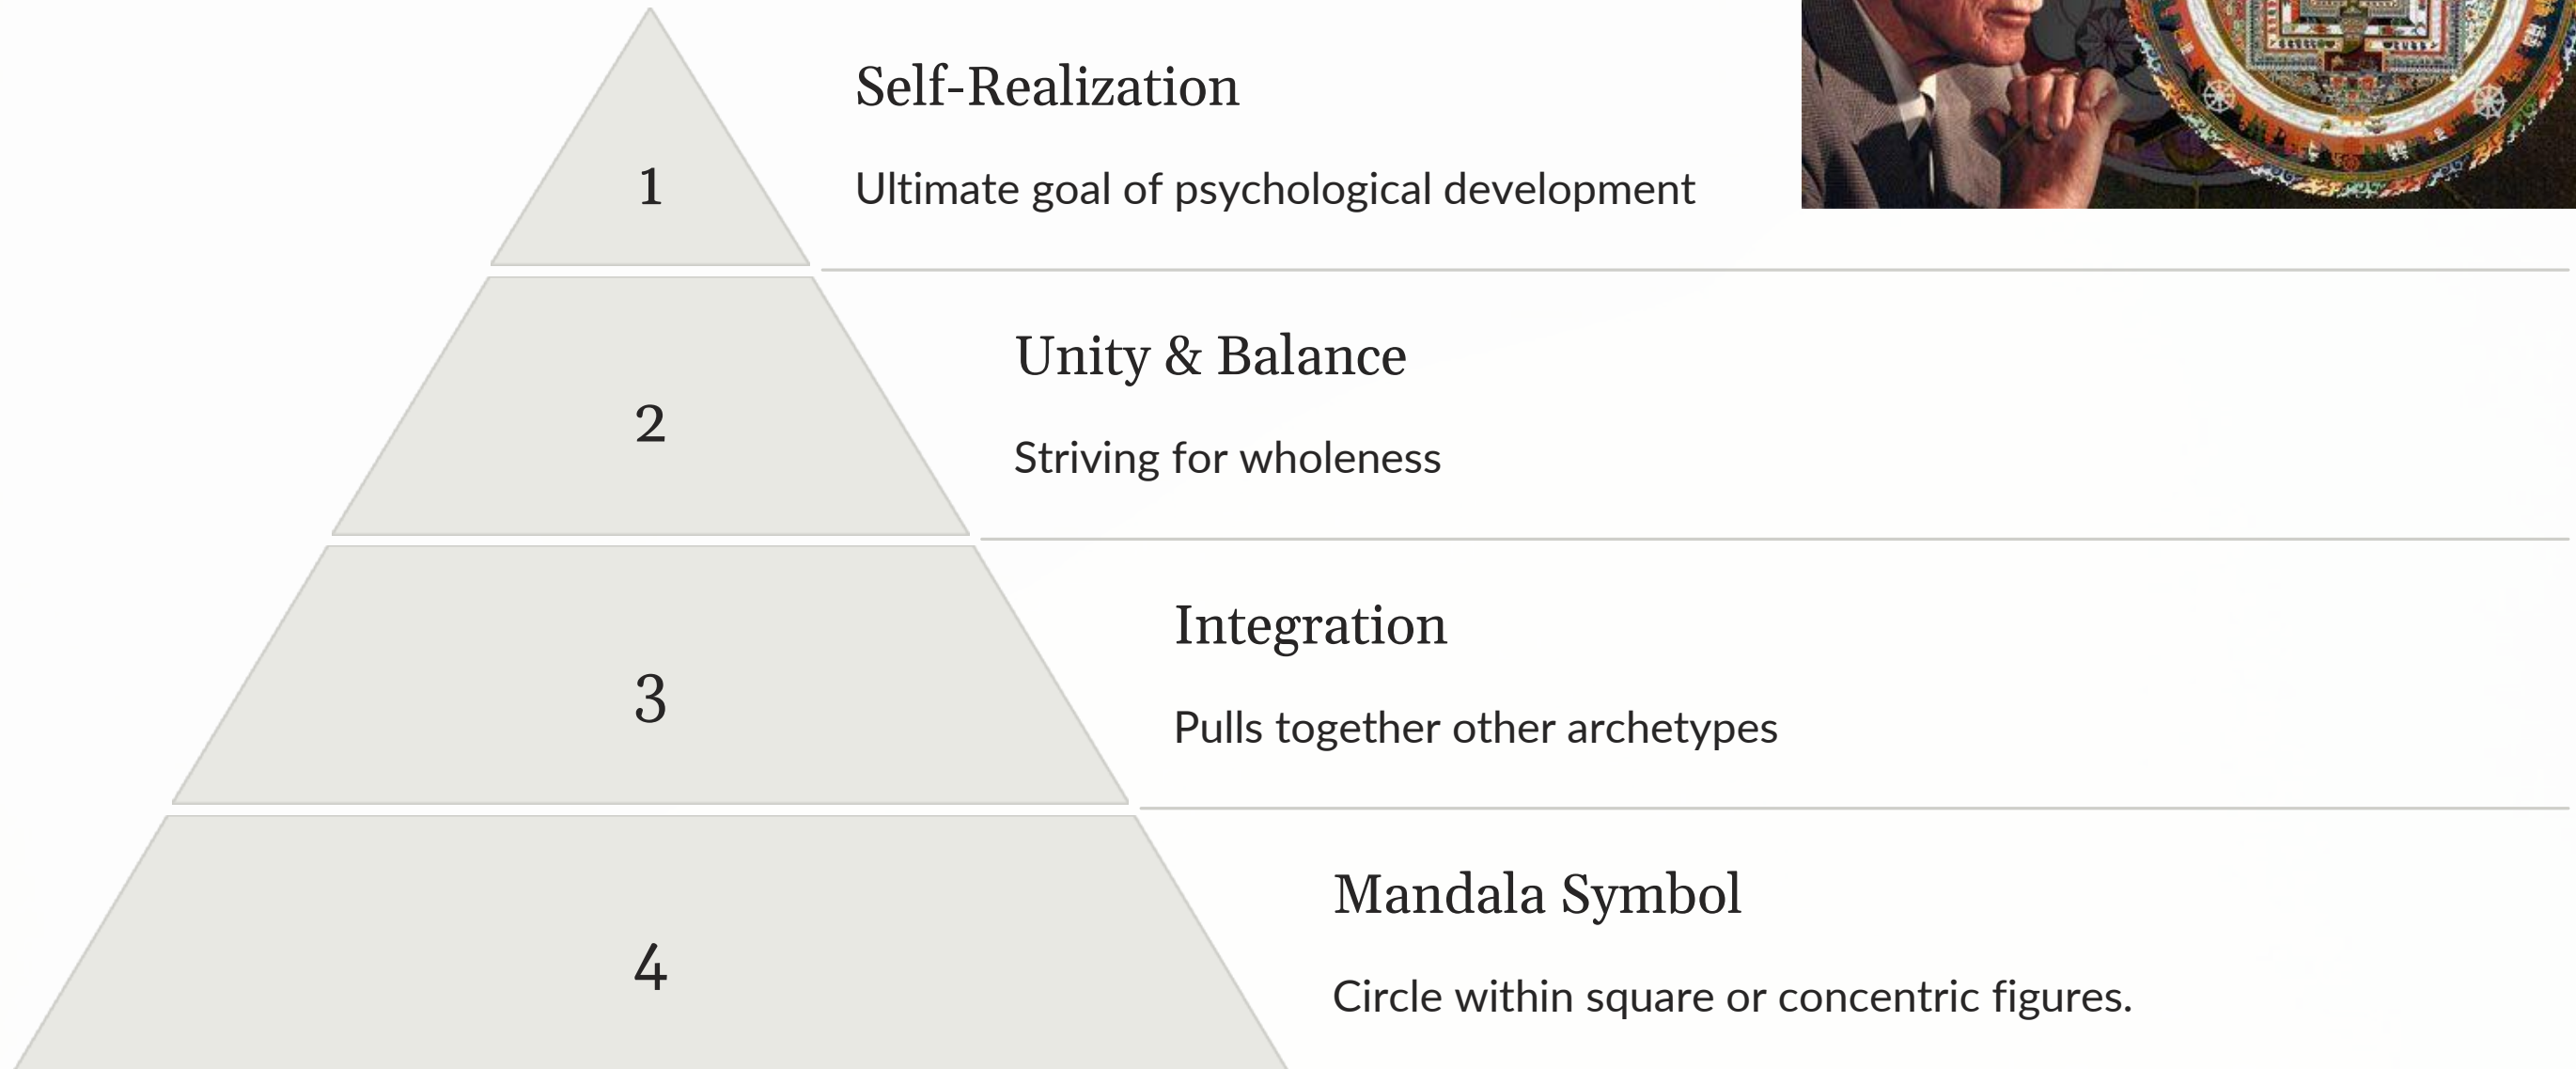 1
Self-Realization
Ultimate goal of psychological development
2
Unity & Balance
Striving for wholeness
3
Integration
Pulls together other archetypes
4
Mandala Symbol
Circle within square or concentric figures.